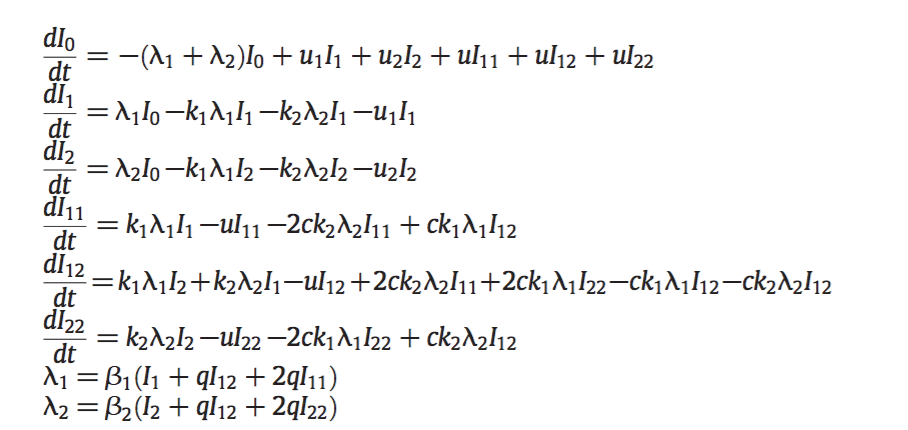 dI₀/dt = −(λ₁ + λ₂)I₀ + u₁I₁ + u₂I₂ + uI₁₁ + uI₁₂ + uI₂₂
dI₁/dt = λ₁I₀ −k₁λ₁I₁ −k₂λ₂I₁ −u₁I₁
dI₂/dt = λ₂I₀ −k₁λ₁I₂ −k₂λ₂I₂ −u₂I₂
dI₁₁/dt = k₁λ₁I₁ −uI₁₁ −2ck₂λ₂I₁₁ + ck₁λ₁I₁₂
dI₁₂/dt = k₁λ₁I₂+k₂λ₂I₁−uI₁₂ +2ck₂λ₂I₁₁+2ck₁λ₁I₂₂−ck₁λ₁I₁₂−ck₂λ₂I₁₂
dI₂₂/dt = k₂λ₂I₂ −uI₂₂ −2ck₁λ₁I₂₂ + ck₂λ₂I₁₂
λ₁ = β₁(I₁ + qI₁₂ + 2qI₁₁)
λ₂ = β₂(I₂ + qI₁₂ + 2qI₂₂)